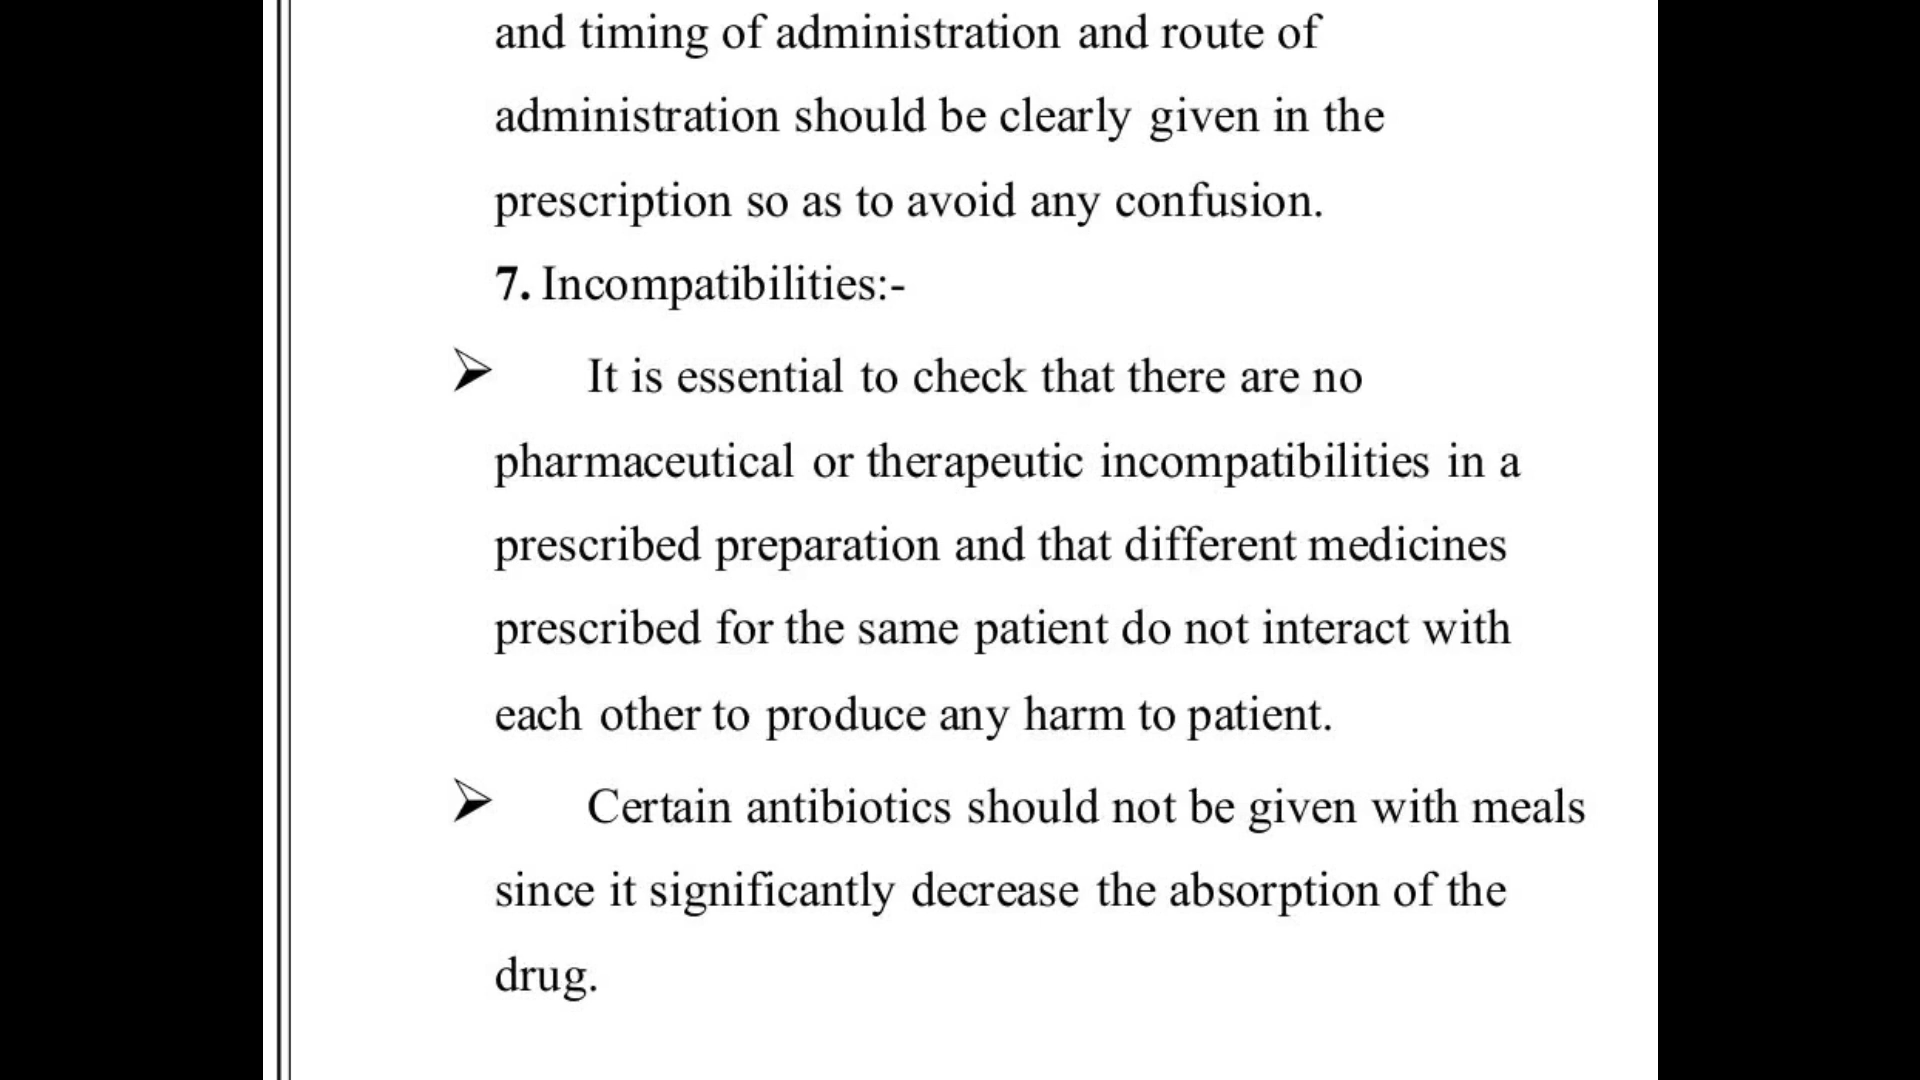 and timing of administration and route of
administration should be clearly given in the
prescription so as to avoid any confusion.
7. Incompatibilities:-
➢ It is essential to check that there are no
pharmaceutical or therapeutic incompatibilities in a
prescribed preparation and that different medicines
prescribed for the same patient do not interact with
each other to produce any harm to patient.
➢ Certain antibiotics should not be given with meals
since it significantly decrease the absorption of the
drug.